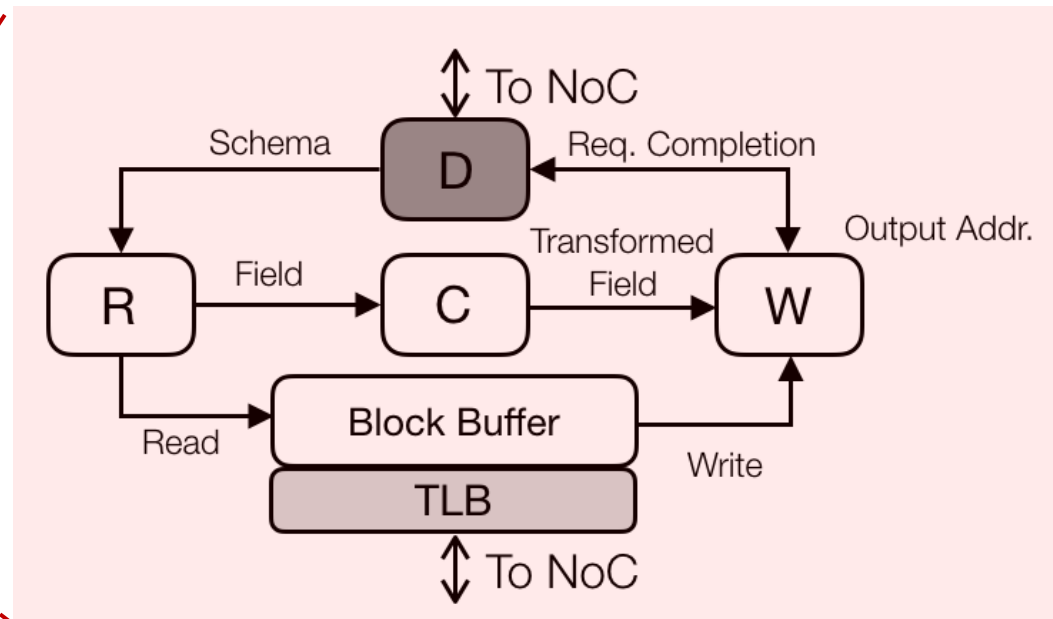 To NoC
Schema
D
Req. Completion
Output Addr.
Transformed
Field
Field
R
C
W
Block Buffer
Read
Write
TLB
To NoC